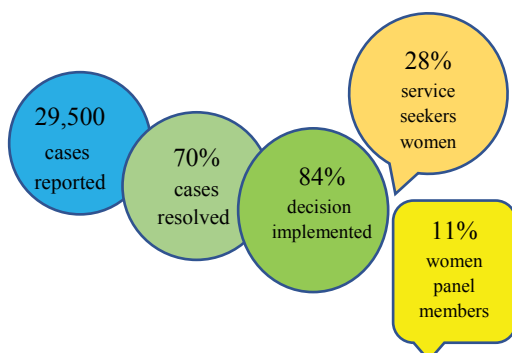 29,500
cases
reported
70%
cases
resolved
84%
decision
implemented
28%
service
seekers
women
11%
women
panel
members